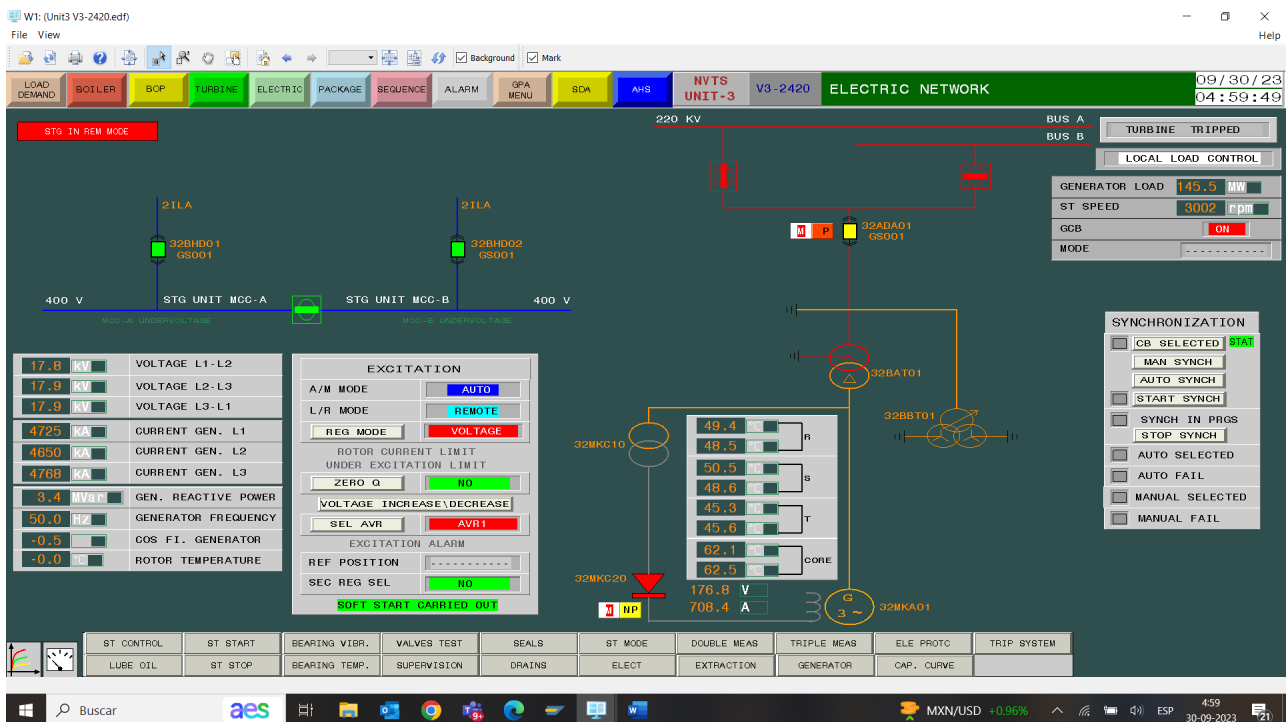 W1: (Unit3 V3-2420.edf)
File View Help
Background Mark
LOAD DEMAND BOILER BOP TURBINE ELECTRIC PACKAGE SEQUENCE ALARM GPA MENU SDA AHS NVTS UNIT-3 V3-2420 ELECTRIC NETWORK 09/30/23
04:59:49
STG IN REM MODE
220 KV BUS A
BUS B
TURBINE TRIPPED
LOCAL LOAD CONTROL
GENERATOR LOAD 145.5 MW
ST SPEED 3002 rpm
GCB ON
MODE -----------
2ILA 2ILA
32BHD01 GS001
32BHD02 GS001
M P 32ADA01 GS001
400 V STG UNIT MCC-A STG UNIT MCC-B 400 V
MCC-A UNDERVOLTAGE MCC-B UNDERVOLTAGE
32BAT01
32BBT01
32MKC10
SYNCHRONIZATION
CB SELECTED STAT
MAN SYNCH
AUTO SYNCH
START SYNCH
SYNCH IN PRGS
STOP SYNCH
AUTO SELECTED
AUTO FAIL
MANUAL SELECTED
MANUAL FAIL
17.8 kV VOLTAGE L1-L2
17.9 kV VOLTAGE L2-L3
17.9 kV VOLTAGE L3-L1
4725 kA CURRENT GEN. L1
4650 kA CURRENT GEN. L2
4768 kA CURRENT GEN. L3
3.4 MVar GEN. REACTIVE POWER
50.0 Hz GENERATOR FREQUENCY
-0.5 COS FI. GENERATOR
-0.0 °C ROTOR TEMPERATURE
EXCITATION
A/M MODE AUTO
L/R MODE REMOTE
REG MODE VOLTAGE
ROTOR CURRENT LIMIT
UNDER EXCITATION LIMIT
ZERO Q NO
VOLTAGE INCREASE\DECREASE
SEL AVR AVR1
EXCITATION ALARM
REF POSITION -----------
SEC REG SEL NO
SOFT START CARRIED OUT
49.4 °C
48.5 °C
R
50.5 °C
48.6 °C
S
45.3 °C
45.6 °C
T
62.1 °C
62.5 °C
CORE
32MKC20
M NP
176.8 V
708.4 A
G 3 ~ 32MKA01
ST CONTROL ST START BEARING VIBR. VALVES TEST SEALS ST MODE DOUBLE MEAS TRIPLE MEAS ELE PROTC TRIP SYSTEM
LUBE OIL ST STOP BEARING TEMP. SUPERVISION DRAINS ELECT EXTRACTION GENERATOR CAP. CURVE
Buscar aes 9+ MXN/USD +0.96% ESP 4:59
30-09-2023 21